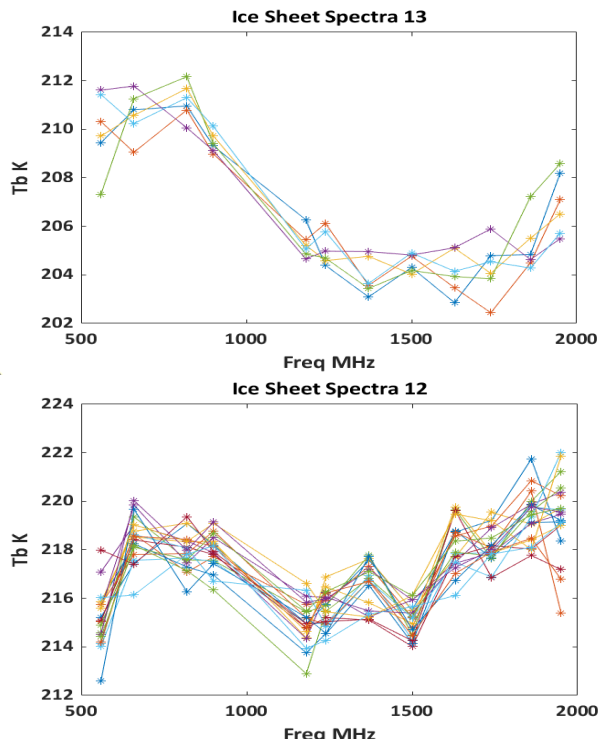 Ice Sheet Spectra 13
214
212
210
208
206
204
202
Tb K
500 1000 1500 2000
Freq MHz
Ice Sheet Spectra 12
224
222
220
218
216
214
212
Tb K
500 1000 1500 2000
Freq MHz